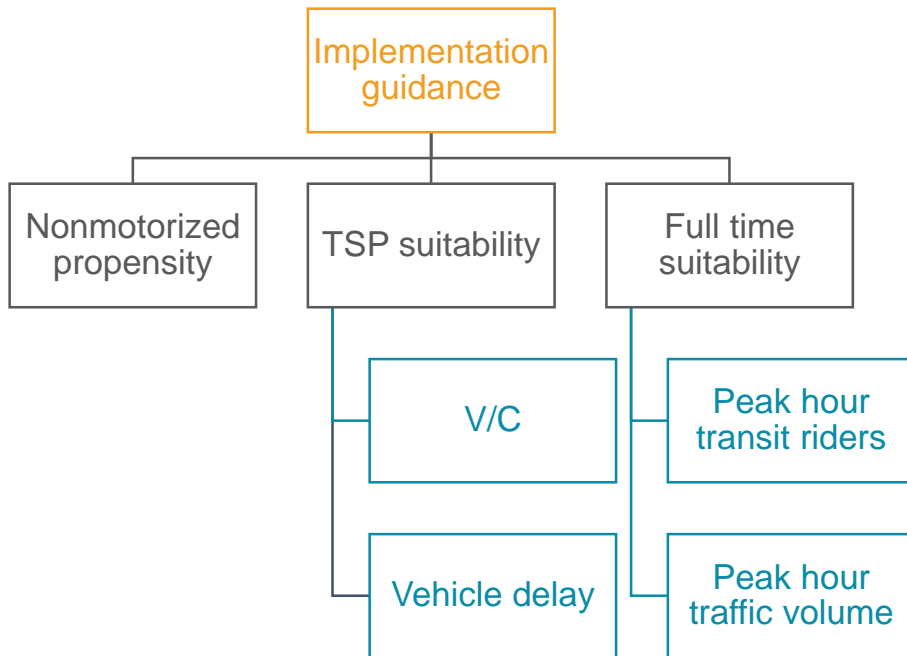 Implementation
guidance
Nonmotorized
propensity
TSP suitability
Full time
suitability
V/C
Peak hour
transit riders
Vehicle delay
Peak hour
traffic volume